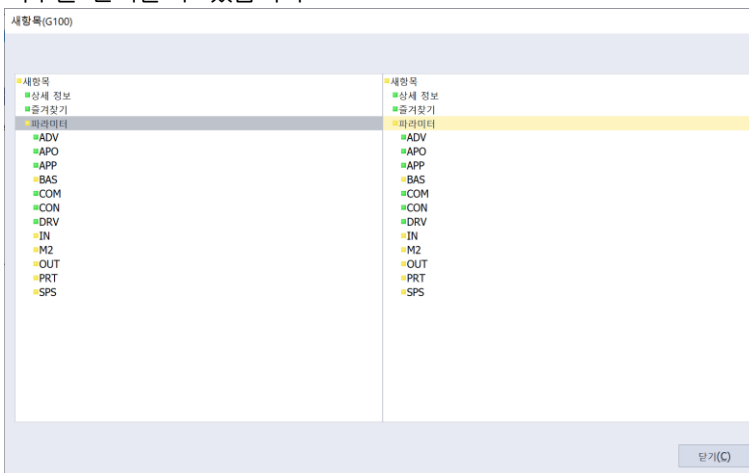 새항목(G100)
새항목
상세 정보
즐겨찾기
파라미터
ADV
APO
APP
BAS
COM
CON
DRV
IN
M2
OUT
PRT
SPS
새항목
상세 정보
즐겨찾기
파라미터
ADV
APO
APP
BAS
COM
CON
DRV
IN
M2
OUT
PRT
SPS
닫기(C)